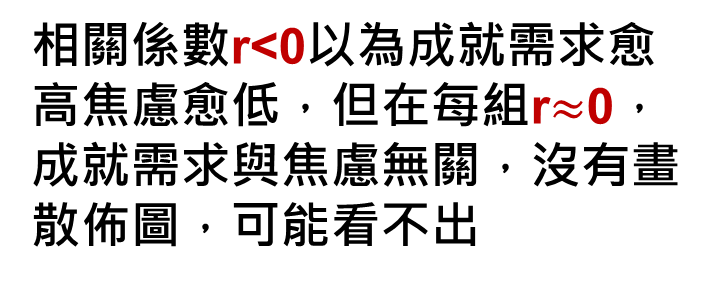 相關係數r<0以為成就需求愈
高焦慮愈低，但在每組r≈0，
成就需求與焦慮無關，沒有畫
散佈圖，可能看不出